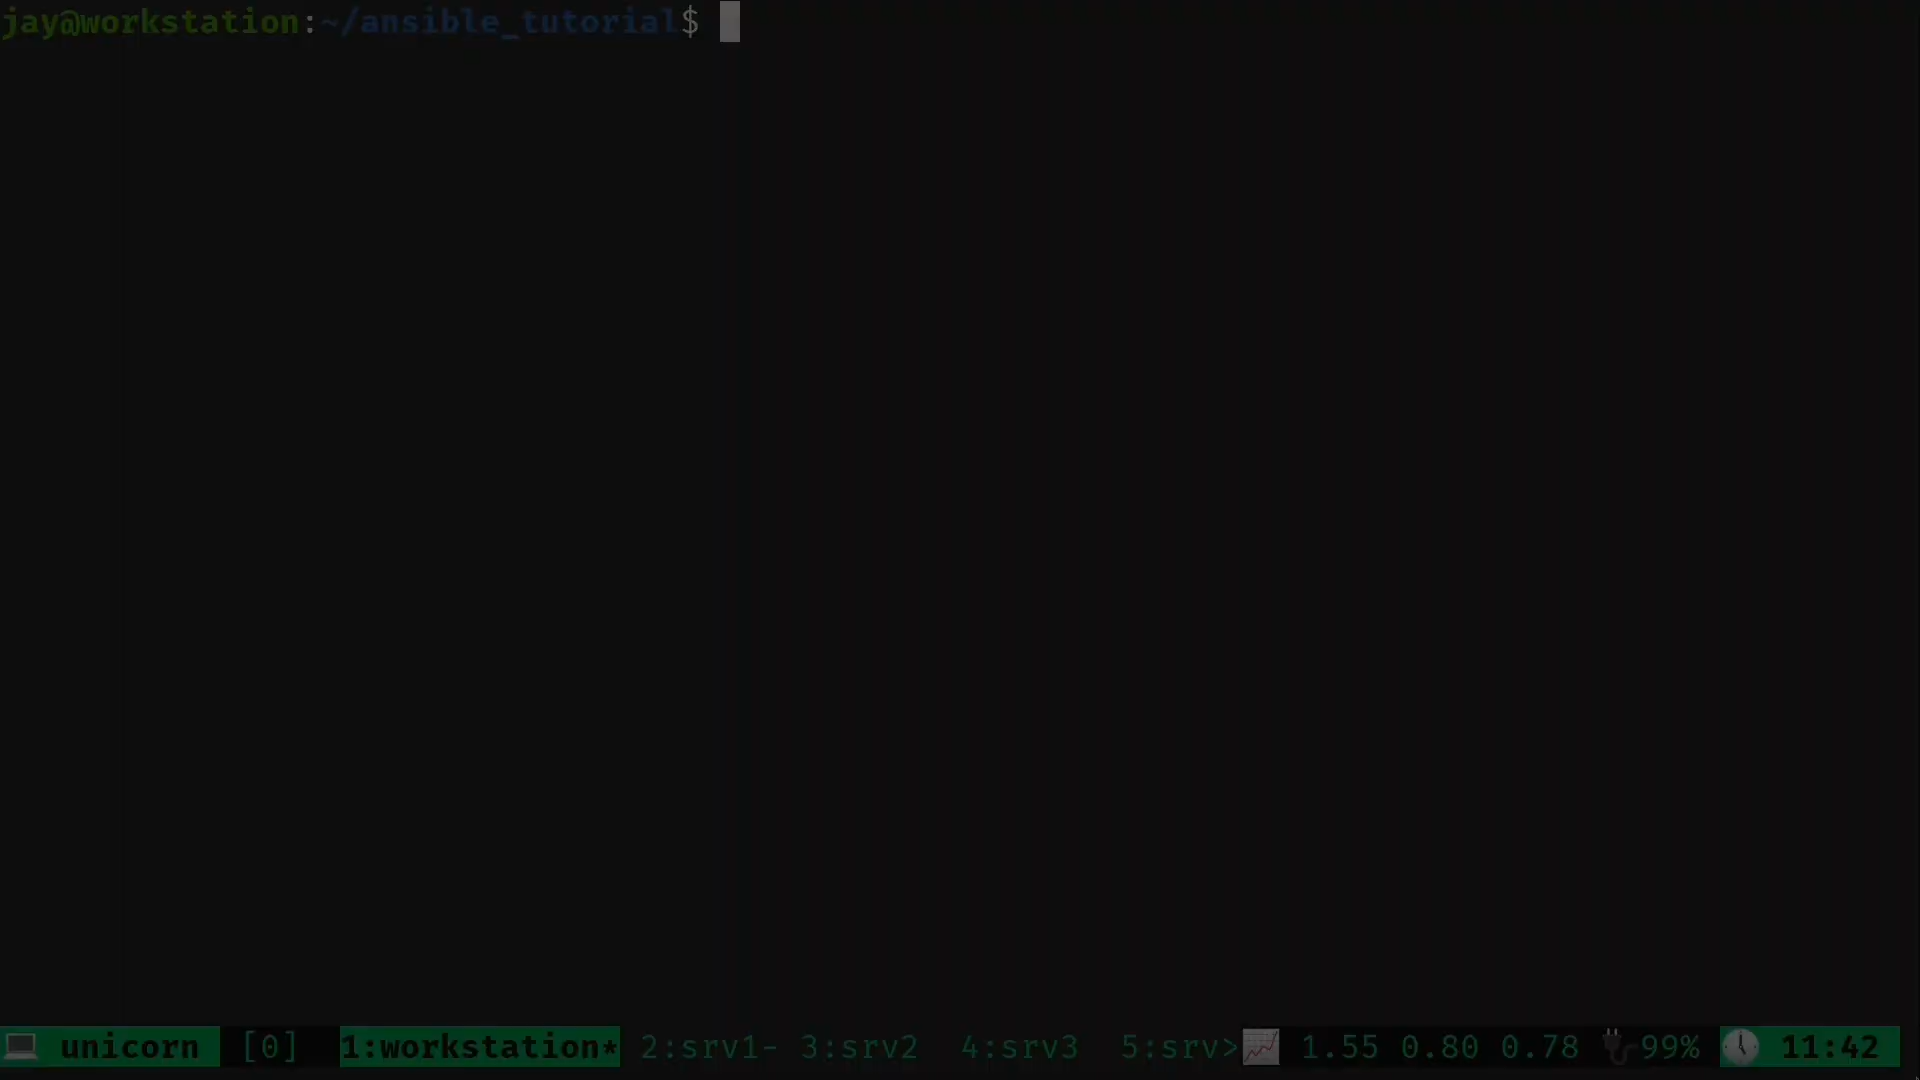 jay@workstation:~/ansible_tutorial$
unicorn [0] 1:workstation* 2:srv1- 3:srv2 4:srv3 5:srv> 1.55 0.80 0.78 99% 11:42